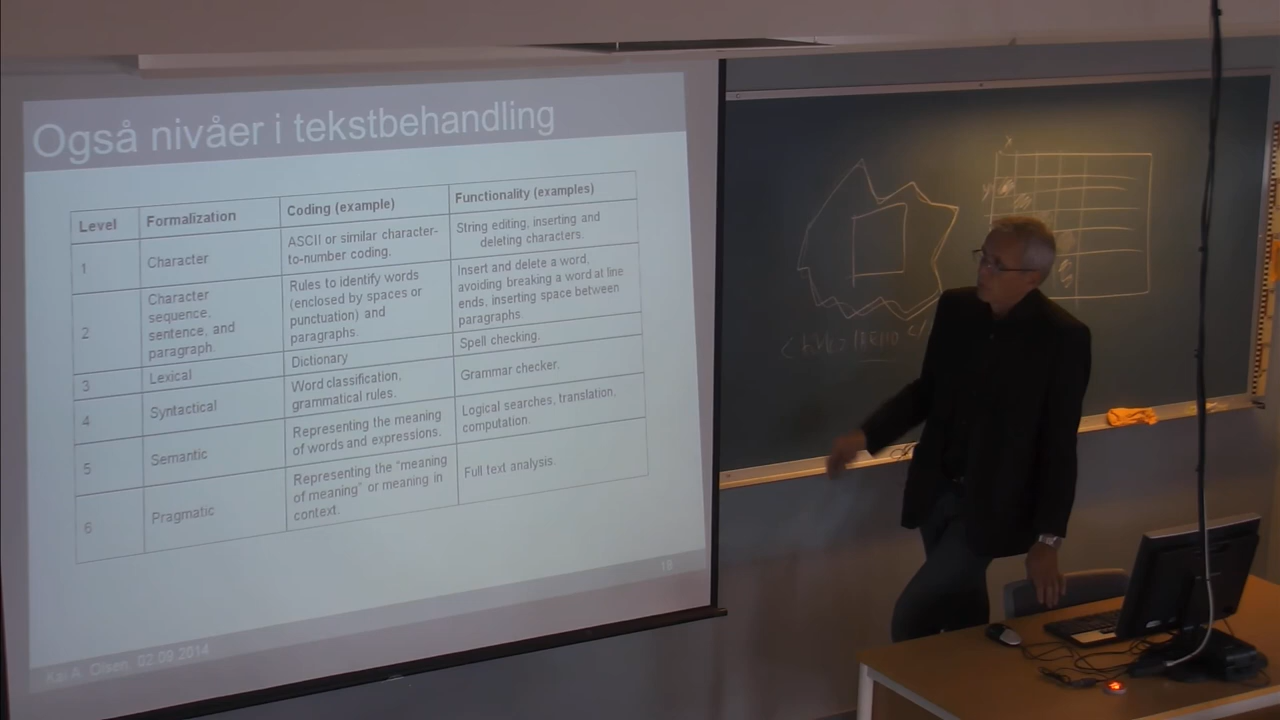 Også nivåer i tekstbehandling
Level Formalization Coding (example) Functionality (examples)
1 Character ASCII or similar character-
to-number coding. String editing, inserting and
deleting characters.
2 Character
sequence,
sentence, and
paragraph. Rules to identify words
(enclosed by spaces or
punctuation) and
paragraphs. Insert and delete a word,
avoiding breaking a word at line
ends, inserting space between
paragraphs.
3 Lexical Dictionary Spell checking.
4 Syntactical Word classification,
grammatical rules. Grammar checker.
5 Semantic Representing the meaning
of words and expressions. Logical searches, translation,
computation.
6 Pragmatic Representing the “meaning
of meaning” or meaning in
context. Full text analysis.
18
Kai A. Olsen, 02.09.2014
x
y